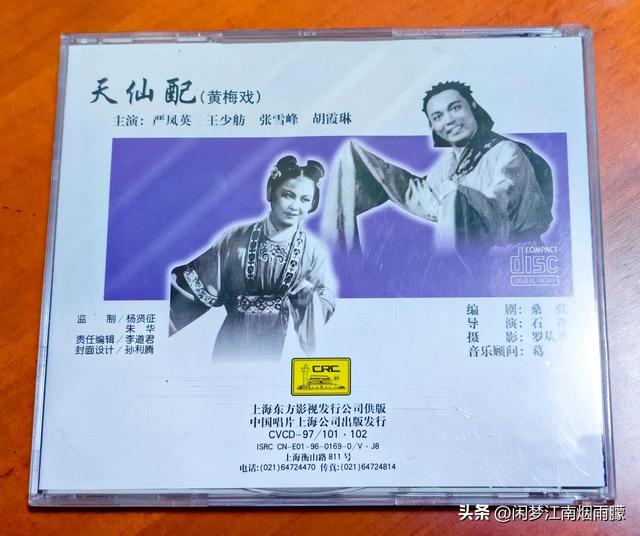 天仙配(黄梅戏)
主演：严凤英 王少舫 张雪峰 胡霞琳
COMPACT
disc
DIGITAL VIDEO
监 制/杨贤征
朱 华
责任编辑/李道君
封面设计/孙利腾
编 剧：桑
导 演：石
摄 影：罗从
音乐顾问：葛
CRC
上海东方影视发行公司供版
中国唱片上海公司出版发行
CVCD-97/101·102
ISRC CN-E01-96-0169-0/V·J8
上海衡山路811号
电话:(021)64724470 传真:(021)64724814
头条 @闲梦江南烟雨朦